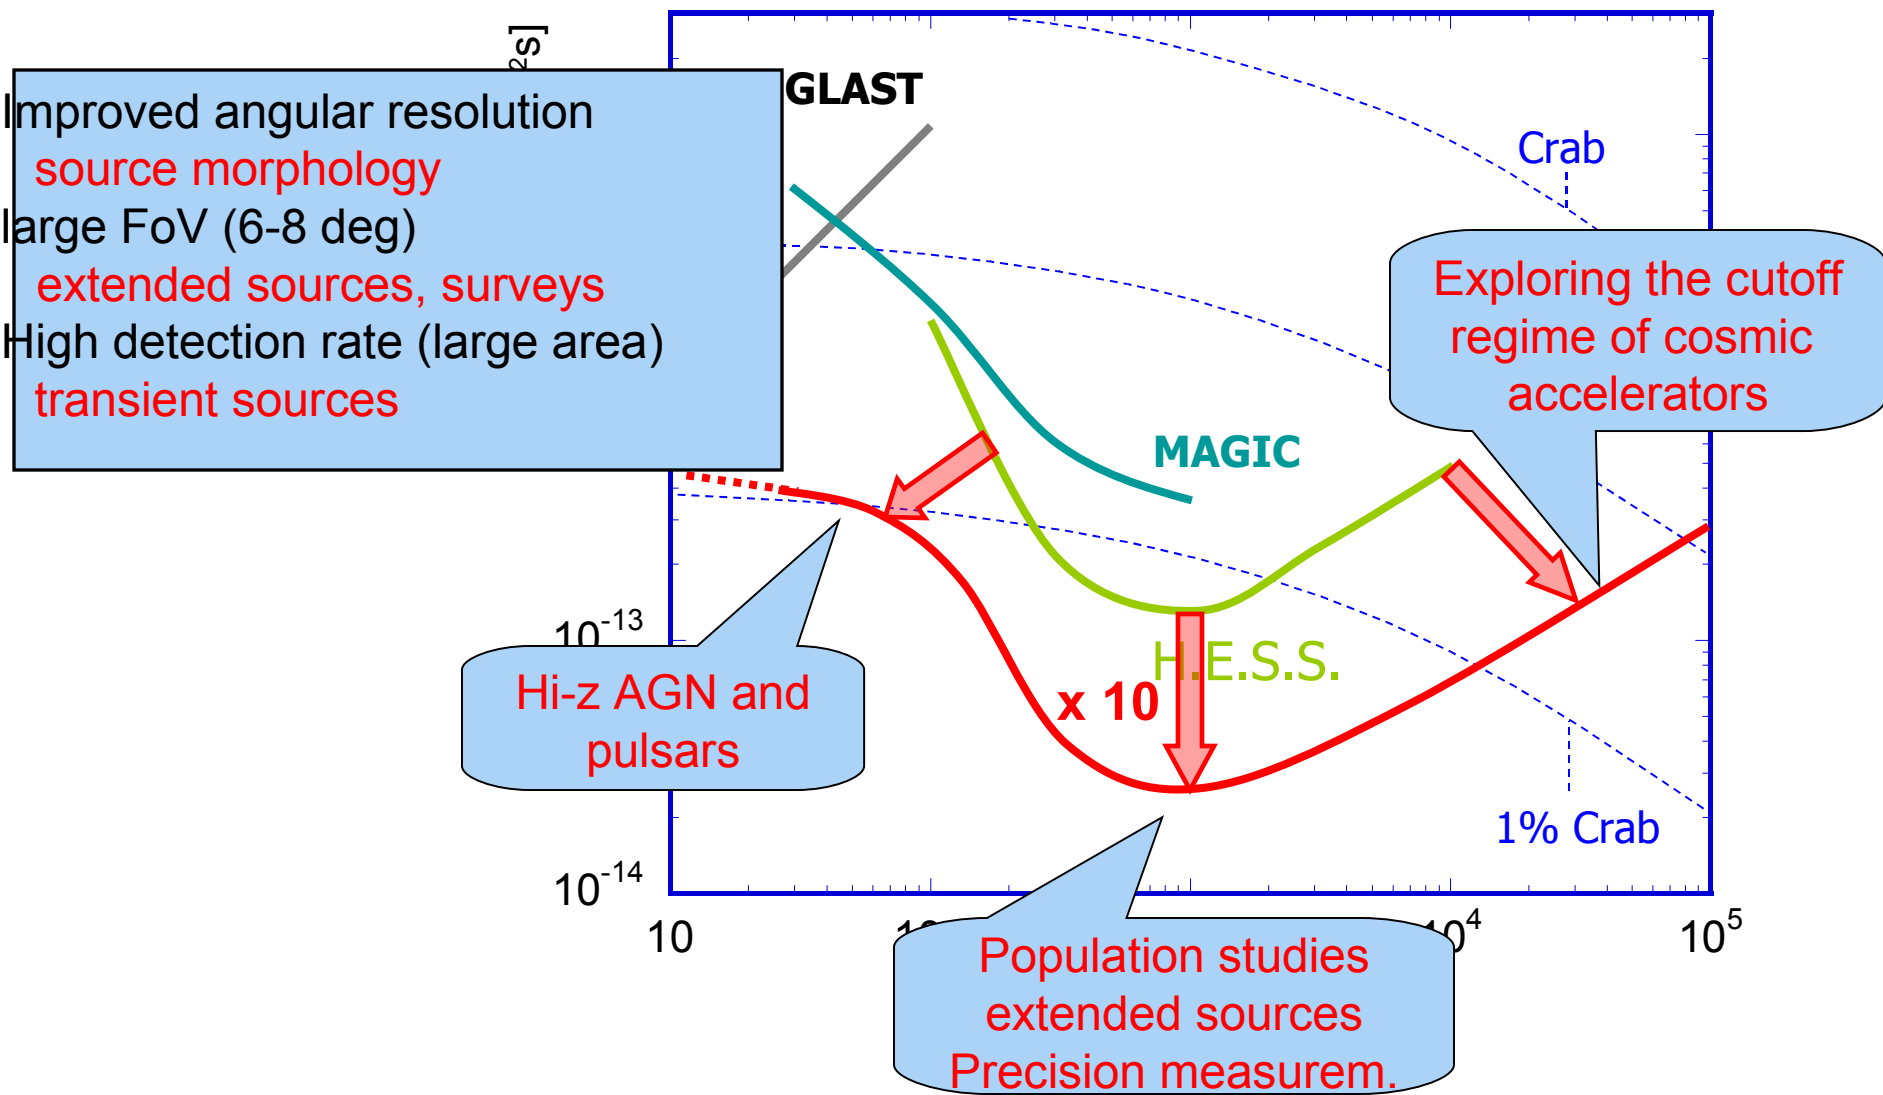 ²s]
GLAST
Improved angular resolution
source morphology
large FoV (6-8 deg)
extended sources, surveys
High detection rate (large area)
transient sources
Crab
Exploring the cutoff
regime of cosmic
accelerators
MAGIC
10⁻¹³
H.E.S.S.
x 10
Hi-z AGN and
pulsars
1% Crab
10⁻¹⁴
10
10⁴
10⁵
Population studies
extended sources
Precision measurem.